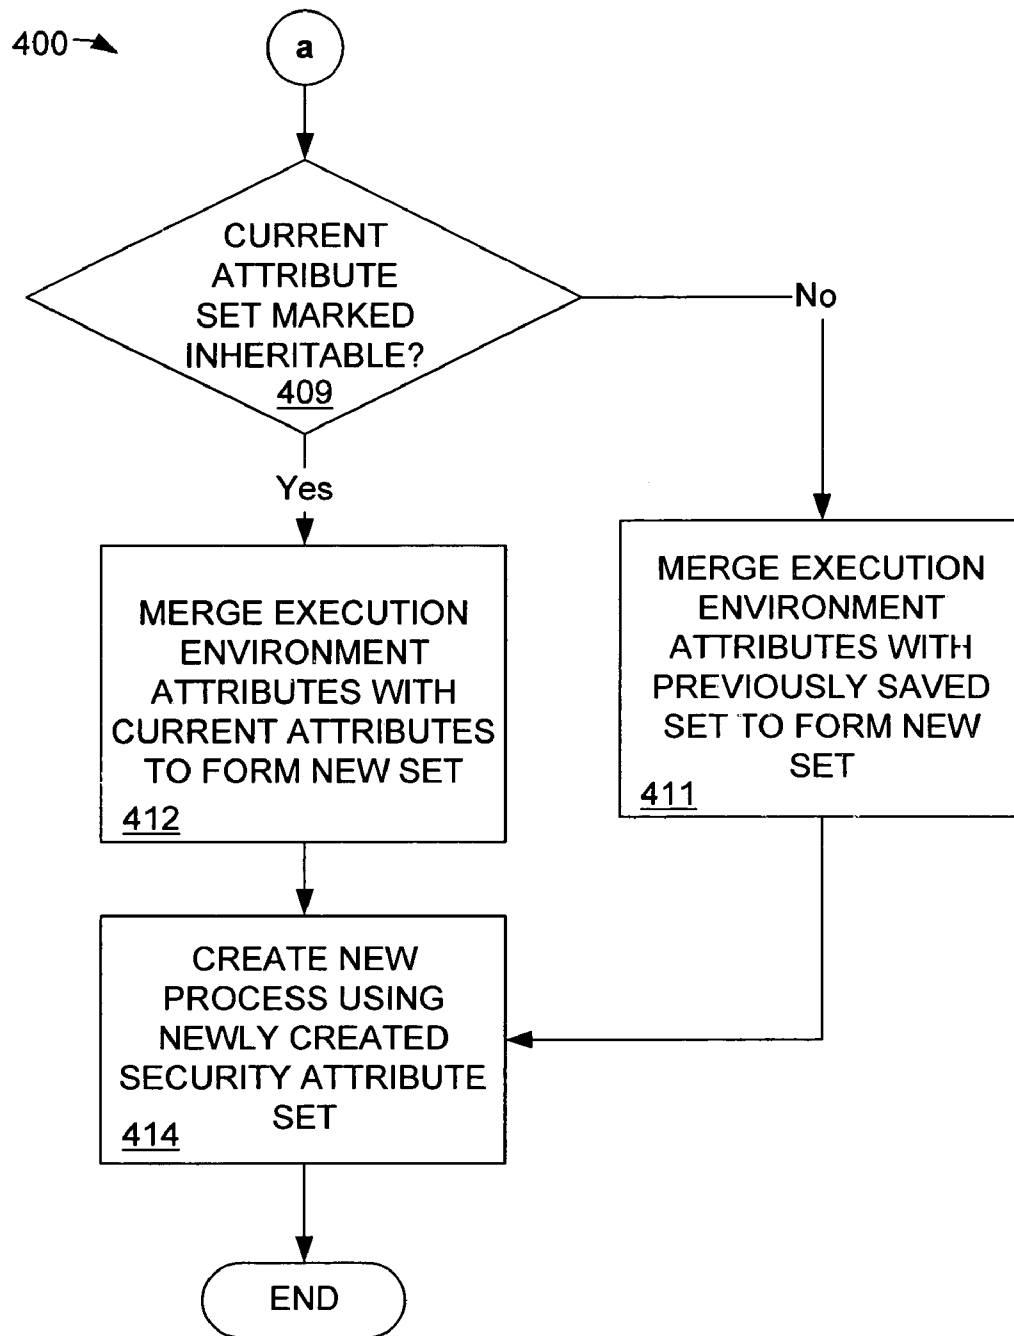 400
a
CURRENT
ATTRIBUTE
SET MARKED
INHERITABLE?
409
No
Yes
MERGE EXECUTION
ENVIRONMENT
ATTRIBUTES WITH
CURRENT ATTRIBUTES
TO FORM NEW SET
412
MERGE EXECUTION
ENVIRONMENT
ATTRIBUTES WITH
PREVIOUSLY SAVED
SET TO FORM NEW
SET
411
CREATE NEW
PROCESS USING
NEWLY CREATED
SECURITY ATTRIBUTE
SET
414
END